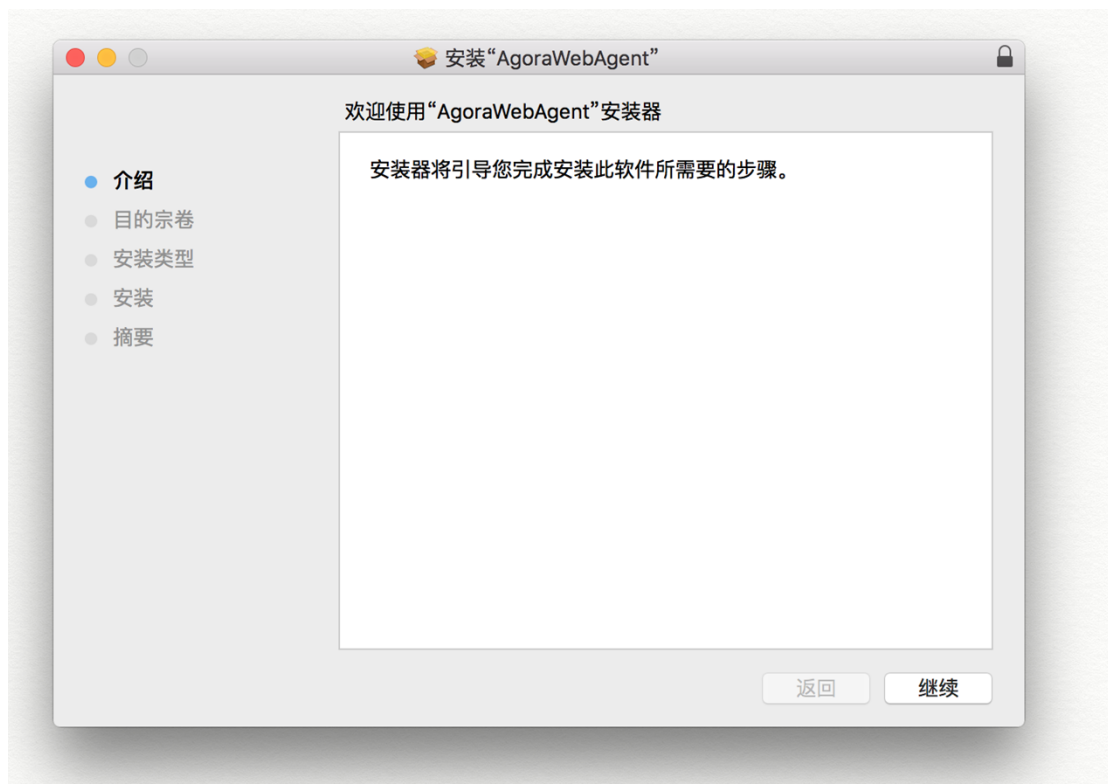 安装“AgoraWebAgent”
欢迎使用“AgoraWebAgent”安装器
介绍
目的宗卷
安装类型
安装
摘要
安装器将引导您完成安装此软件所需要的步骤。
返回
继续